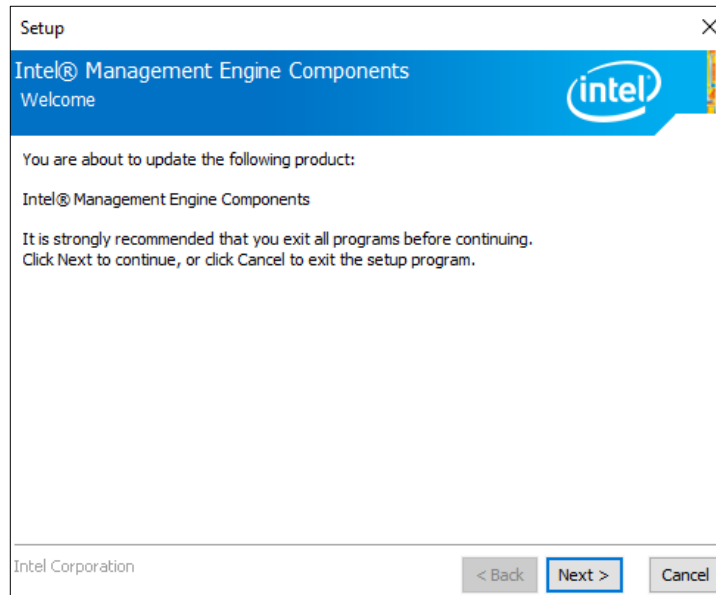 Setup
Intel® Management Engine Components
Welcome
intel
You are about to update the following product:
Intel® Management Engine Components
It is strongly recommended that you exit all programs before continuing.
Click Next to continue, or click Cancel to exit the setup program.
Intel Corporation
< Back Next > Cancel